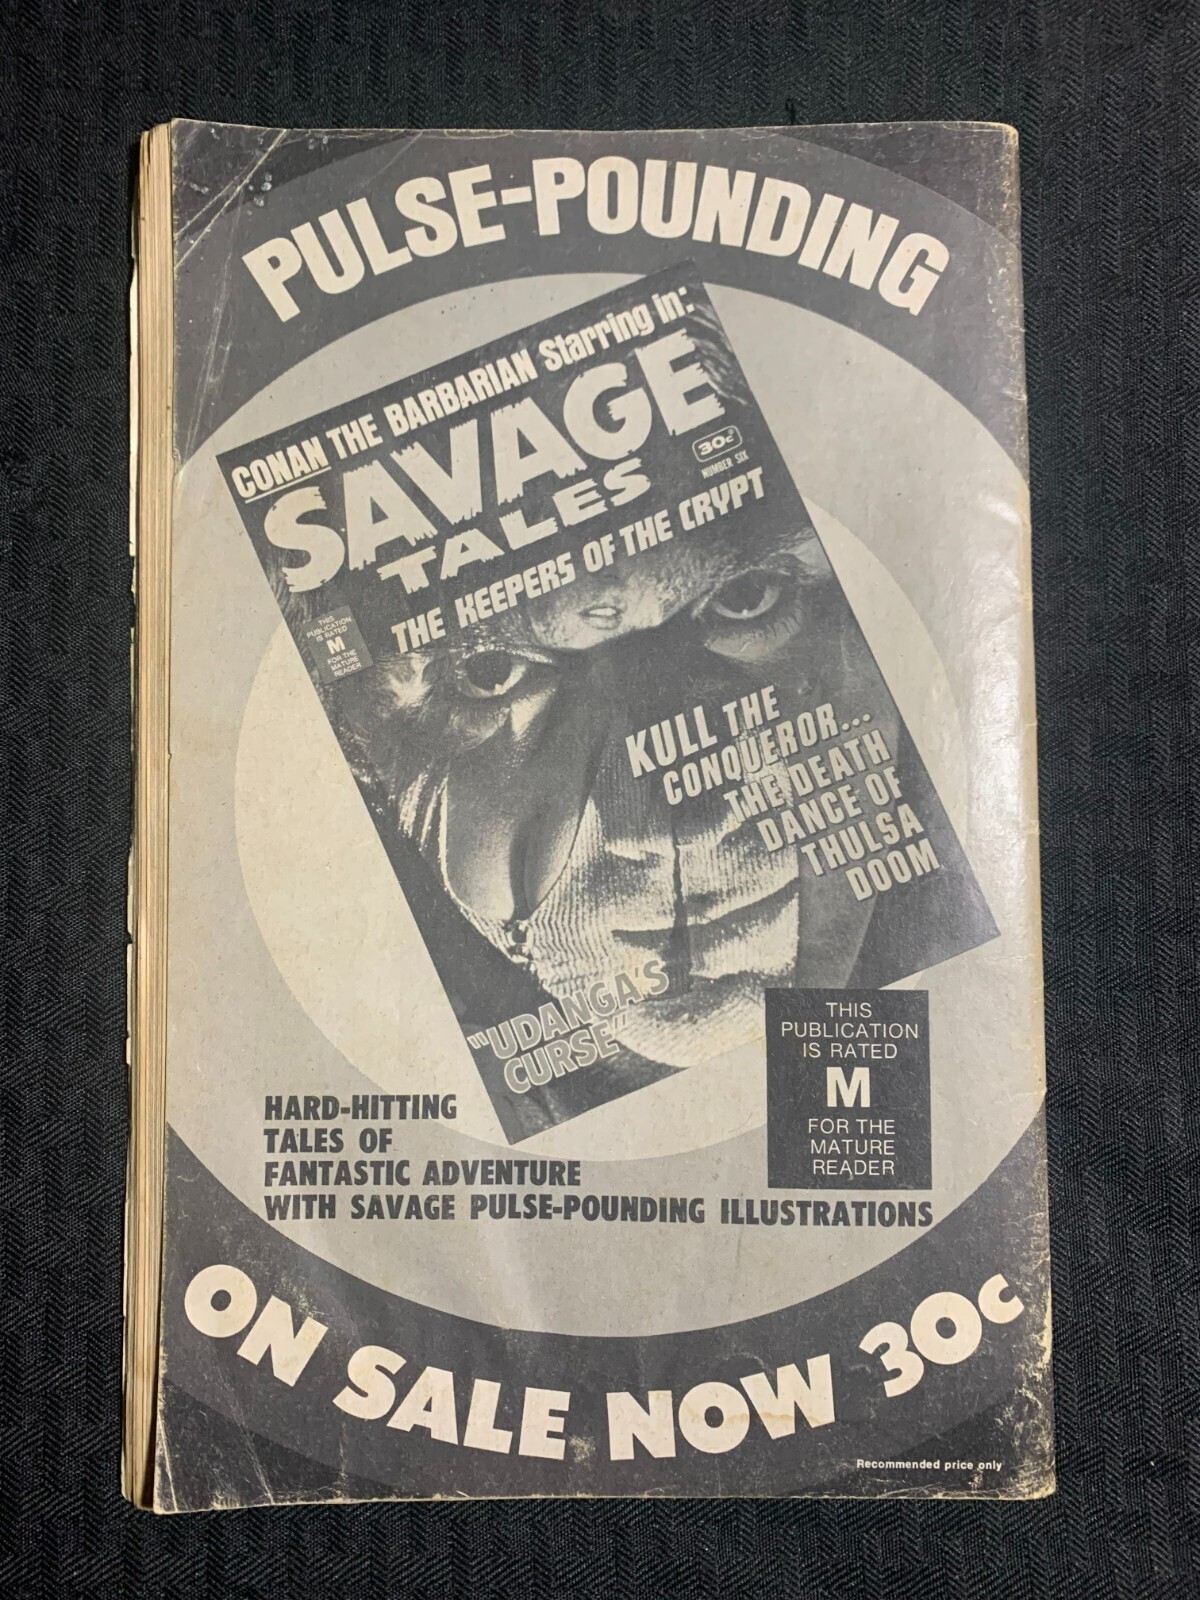 PULSE-POUNDING
CONAN THE BARBARIAN Starring in:
SAVAGE
TALES
30c
NUMBER SIX
THE KEEPERS OF THE CRYPT
THIS
PUBLICATION
IS RATED
M
FOR THE
MATURE
READER
KULL THE
CONQUEROR...
THE DEATH
DANCE OF
THULSA
DOOM
"UDANGA'S
CURSE"
THIS
PUBLICATION
IS RATED
M
FOR THE
MATURE
READER
HARD-HITTING
TALES OF
FANTASTIC ADVENTURE
WITH SAVAGE PULSE-POUNDING ILLUSTRATIONS
ON SALE NOW 30c
Recommended price only